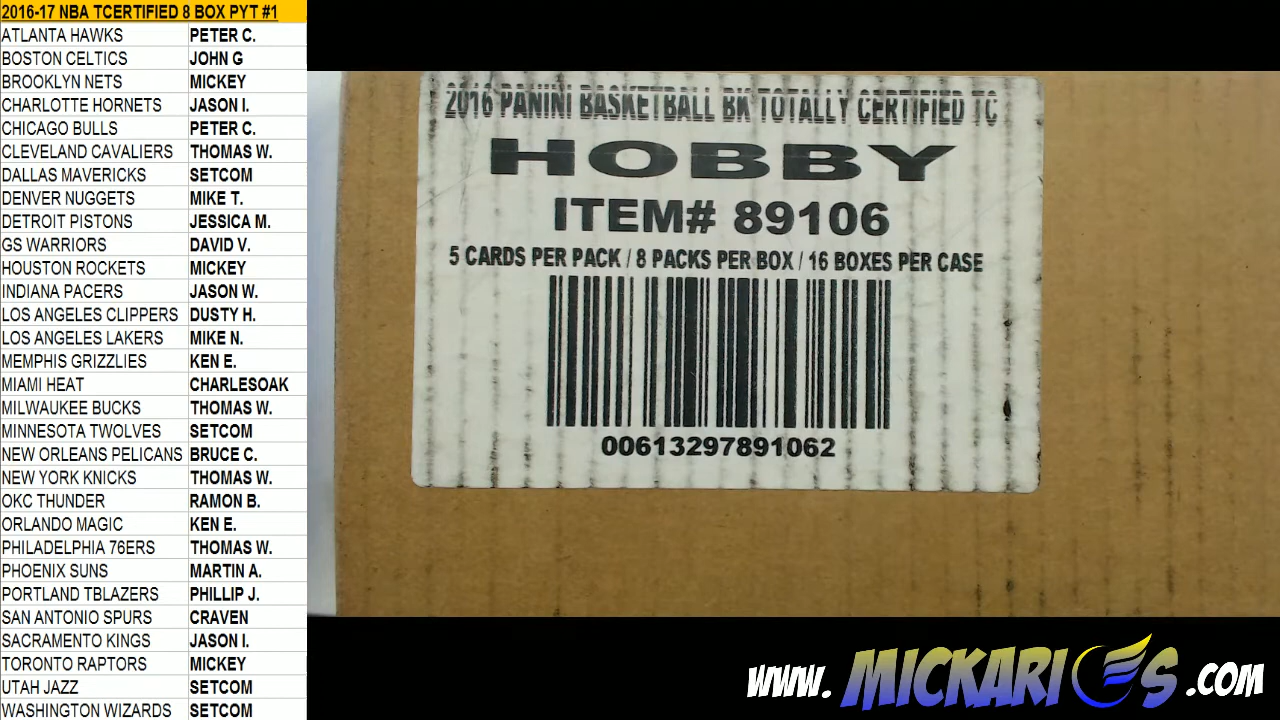 2016-17 NBA TCERTIFIED 8 BOX PYT #1
ATLANTA HAWKS PETER C.
BOSTON CELTICS JOHN G
BROOKLYN NETS MICKEY
CHARLOTTE HORNETS JASON I.
CHICAGO BULLS PETER C.
CLEVELAND CAVALIERS THOMAS W.
DALLAS MAVERICKS SETCOM
DENVER NUGGETS MIKE T.
DETROIT PISTONS JESSICA M.
GS WARRIORS DAVID V.
HOUSTON ROCKETS MICKEY
INDIANA PACERS JASON W.
LOS ANGELES CLIPPERS DUSTY H.
LOS ANGELES LAKERS MIKE N.
MEMPHIS GRIZZLIES KEN E.
MIAMI HEAT CHARLESOAK
MILWAUKEE BUCKS THOMAS W.
MINNESOTA TWOLVES SETCOM
NEW ORLEANS PELICANS BRUCE C.
NEW YORK KNICKS THOMAS W.
OKC THUNDER RAMON B.
ORLANDO MAGIC KEN E.
PHILADELPHIA 76ERS THOMAS W.
PHOENIX SUNS MARTIN A.
PORTLAND TBLAZERS PHILLIP J.
SAN ANTONIO SPURS CRAVEN
SACRAMENTO KINGS JASON I.
TORONTO RAPTORS MICKEY
UTAH JAZZ SETCOM
WASHINGTON WIZARDS SETCOM
2016 PANINI BASKETBALL BK TOTALLY CERTIFIED TC
HOBBY
ITEM# 89106
5 CARDS PER PACK / 8 PACKS PER BOX / 16 BOXES PER CASE
00613297891062
www.MICKARIES.com